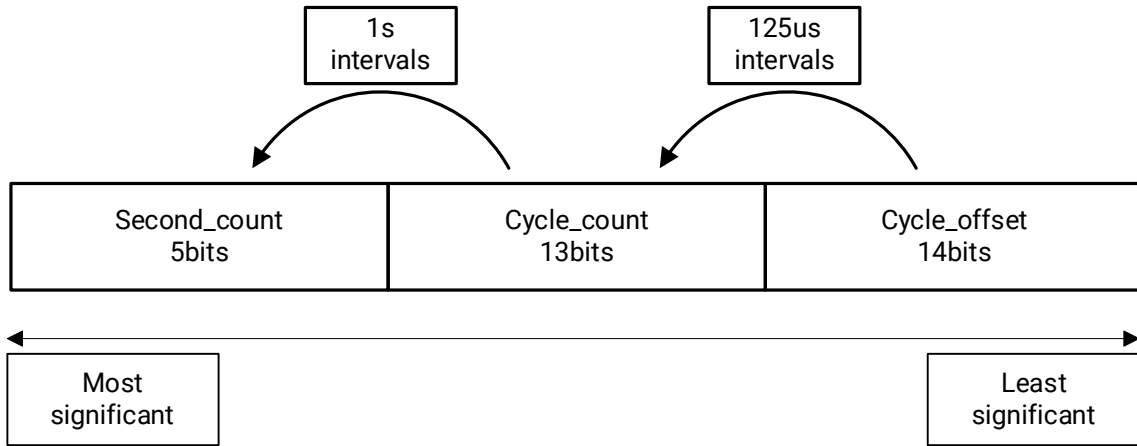 1s
intervals
125us
intervals
Second_count
5bits
Cycle_count
13bits
Cycle_offset
14bits
Most
significant
Least
significant